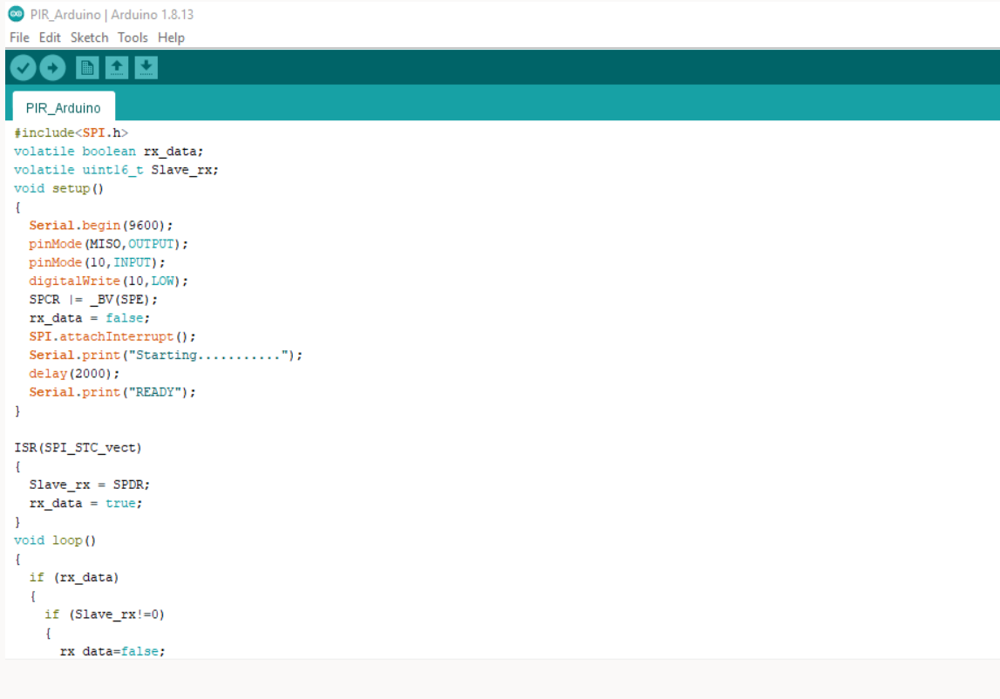 PIR_Arduino | Arduino 1.8.13
File Edit Sketch Tools Help
PIR_Arduino
#include<SPI.h>
volatile boolean rx_data;
volatile uint16_t Slave_rx;
void setup()
{
  Serial.begin(9600);
  pinMode(MISO,OUTPUT);
  pinMode(10,INPUT);
  digitalWrite(10,LOW);
  SPCR |= _BV(SPE);
  rx_data = false;
  SPI.attachInterrupt();
  Serial.print("Starting...........");
  delay(2000);
  Serial.print("READY");
}

ISR(SPI_STC_vect)
{
  Slave_rx = SPDR;
  rx_data = true;
}
void loop()
{
  if (rx_data)
  {
    if (Slave_rx!=0)
    {
      rx_data=false;